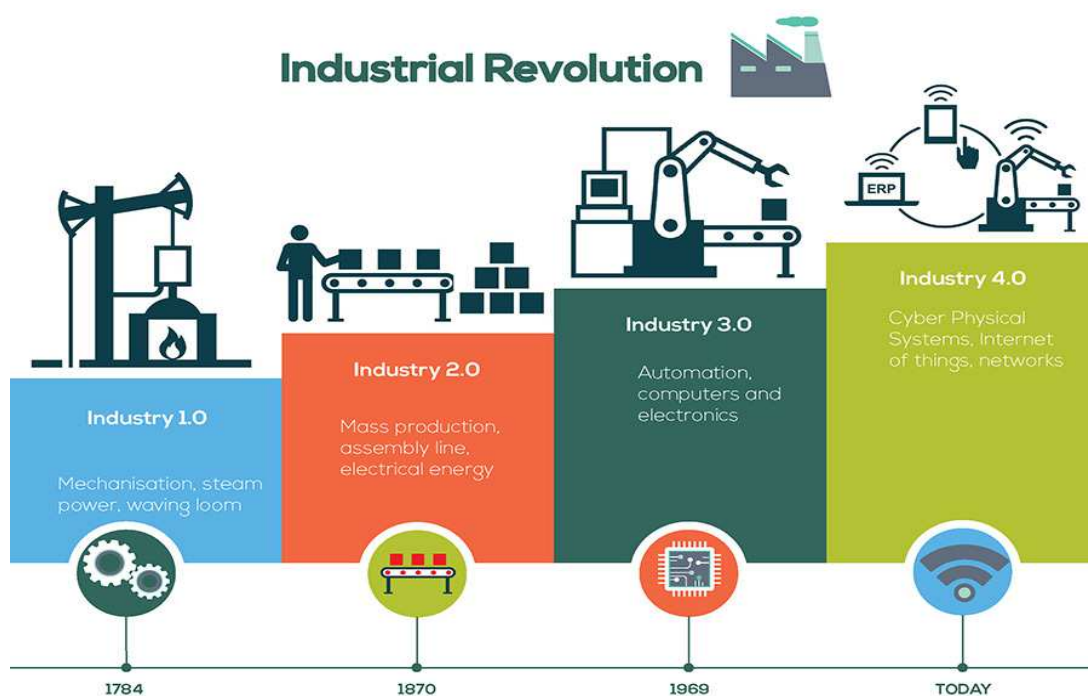 Industrial Revolution
ERP
Industry 1.0
Mechanisation, steam
power, waving loom
Industry 2.0
Mass production,
assembly line,
electrical energy
Industry 3.0
Automation,
computers and
electronics
Industry 4.0
Cyber Physical
Systems, Internet
of things, networks
1784
1870
1969
TODAY